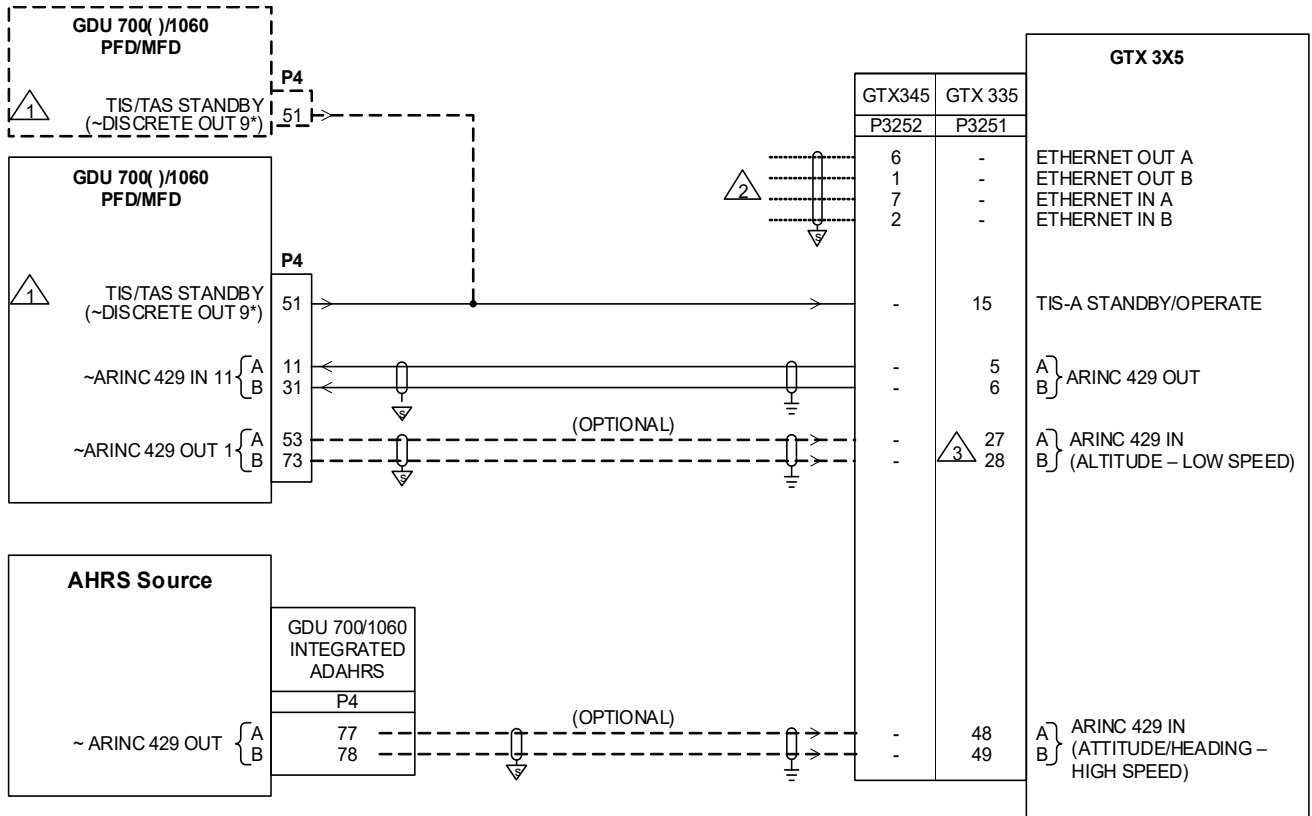 GDU 700( )/1060
PFD/MFD
P4
1
TIS/TAS STANDBY
(~DISCRETE OUT 9*)
51
GDU 700( )/1060
PFD/MFD
P4
1
TIS/TAS STANDBY
(~DISCRETE OUT 9*)
51
~ARINC 429 IN 11
A 11
B 31
S
~ARINC 429 OUT 1
A 53
B 73
S
(OPTIONAL)
AHRS Source
GDU 700/1060
INTEGRATED
ADAHRS
P4
~ ARINC 429 OUT
A 77
B 78
S
(OPTIONAL)
GTX 3X5
GTX345 GTX 335
P3252 P3251
2
S
6 - ETHERNET OUT A
1 - ETHERNET OUT B
7 - ETHERNET IN A
2 - ETHERNET IN B
- 15 TIS-A STANDBY/OPERATE
- 5 A
- 6 B
ARINC 429 OUT
3
- 27 A
- 28 B
ARINC 429 IN
(ALTITUDE – LOW SPEED)
- 48 A
- 49 B
ARINC 429 IN
(ATTITUDE/HEADING –
HIGH SPEED)